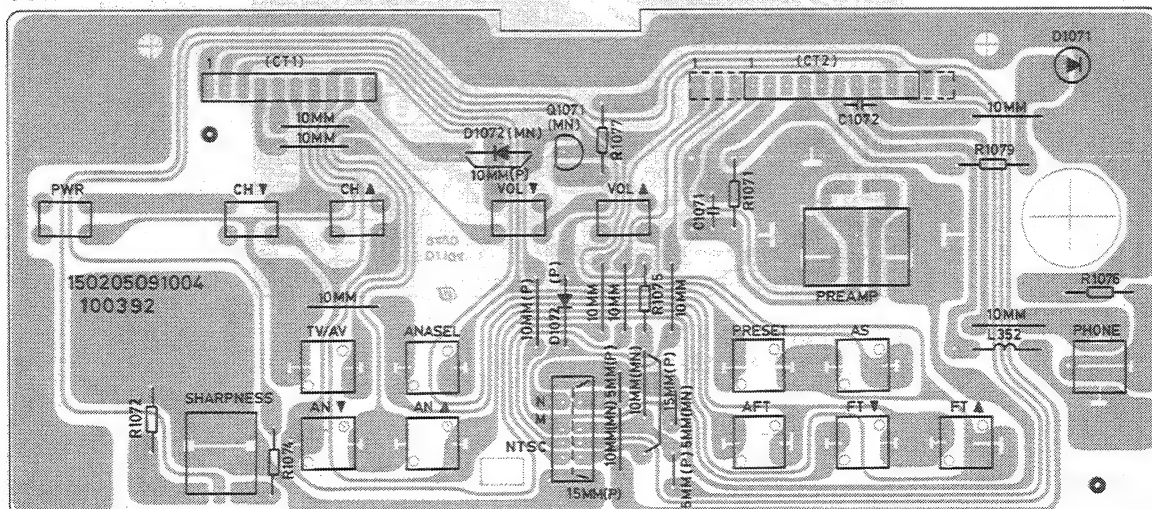 D1071
1 (CT1)
1 1 (CT2)
10MM
10MM
D1072(MN)
10MM(P)
Q1071
(MN)
R1077
C1072
10MM
R1079
PWR
CH ▼
CH ▲
VOL ▼
VOL ▲
C1071
R1071
PREAMP
150205091004
100392
10MM
10MM(P)
D1072 (P)
10MM
10MM
R1075
10MM
R1076
10MM
L352
PHONE
TV/AV
ANASEL
PRESET
AS
R1072
SHARPNESS
R1074
AN ▼
AN ▲
N
M
NTSC
15MM(P)
5MM(P)
10MM(MN)
10MM(MN)
15MM(P)
5MM(MN)
5MM(P)
AFT
FT ▼
FT ▲